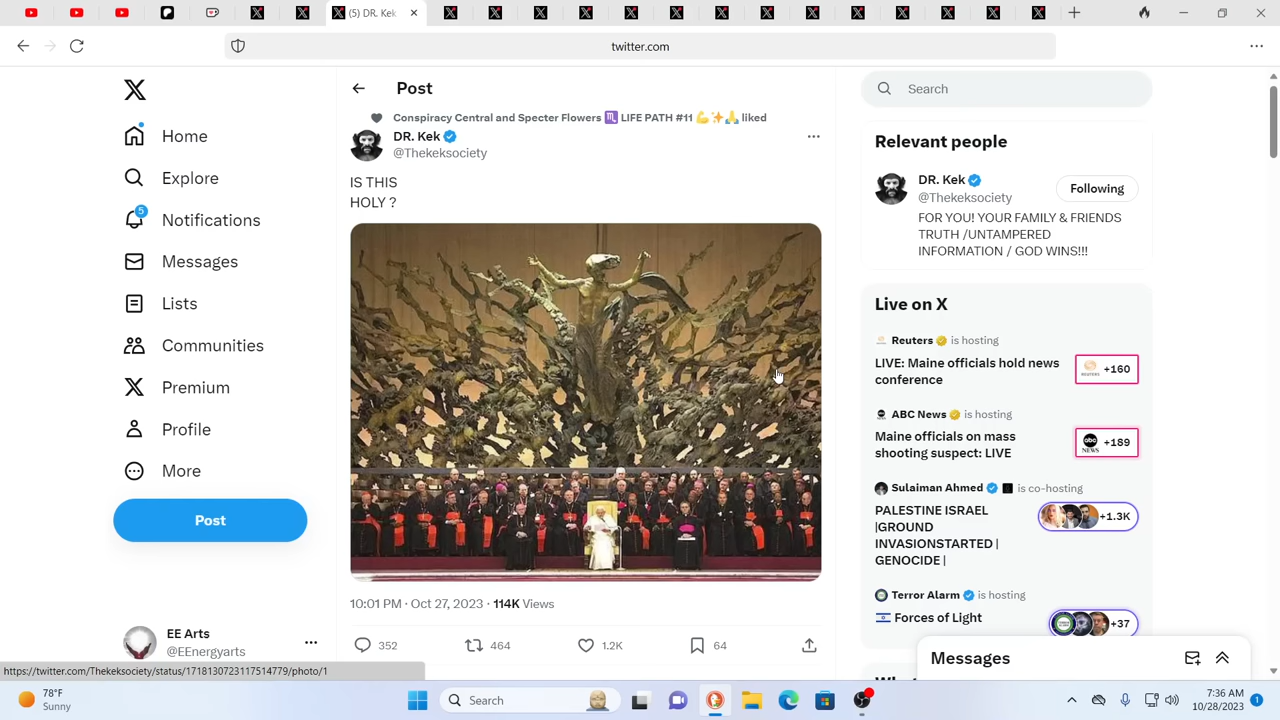 (5) DR. Kek
twitter.com
Post
Search
Conspiracy Central and Specter Flowers ♏ LIFE PATH #11 💪✨🙏 liked
Home
DR. Kek
@Thekeksociety
Explore
Notifications
5
Messages
Lists
Communities
Premium
Profile
More
Post
EE Arts
@EEnergyarts
IS THIS
HOLY ?
10:01 PM · Oct 27, 2023 · 114K Views
352
464
1.2K
64
Relevant people
DR. Kek
@Thekeksociety
Following
FOR YOU! YOUR FAMILY & FRIENDS
TRUTH /UNTAMPERED
INFORMATION / GOD WINS!!!
Live on X
Reuters is hosting
LIVE: Maine officials hold news
conference
REUTERS
+160
ABC News is hosting
Maine officials on mass
shooting suspect: LIVE
abc
NEWS
+189
Sulaiman Ahmed is co-hosting
PALESTINE ISRAEL
|GROUND
INVASIONSTARTED |
GENOCIDE |
+1.3K
Terror Alarm is hosting
🇮🇱 Forces of Light
+37
Messages
https://twitter.com/Thekeksociety/status/1718130723117514779/photo/1
78°F
Sunny
Search
7:36 AM
10/28/2023
1